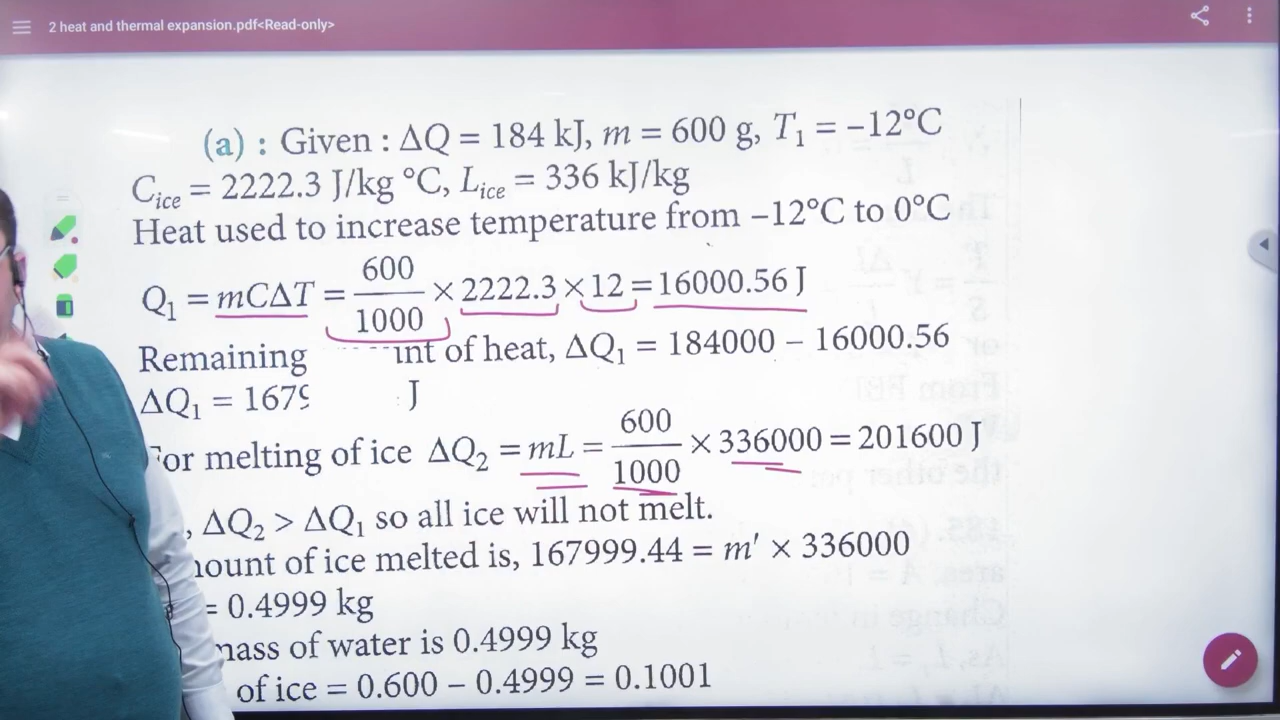 2 heat and thermal expansion.pdf<Read-only>
(a) : Given : ΔQ = 184 kJ, m = 600 g, T₁ = −12°C
C_ice = 2222.3 J/kg °C, L_ice = 336 kJ/kg
Heat used to increase temperature from −12°C to 0°C
Q₁ = mCΔT = 600/1000 × 2222.3 × 12 = 16000.56 J
Remaining of heat, ΔQ₁ = 184000 − 16000.56
ΔQ₁ = 1679 J
For melting of ice ΔQ₂ = mL = 600/1000 × 336000 = 201600 J
, ΔQ₂ > ΔQ₁ so all ice will not melt.
of ice melted is, 167999.44 = m′ × 336000
= 0.4999 kg
mass of water is 0.4999 kg
of ice = 0.600 − 0.4999 = 0.1001